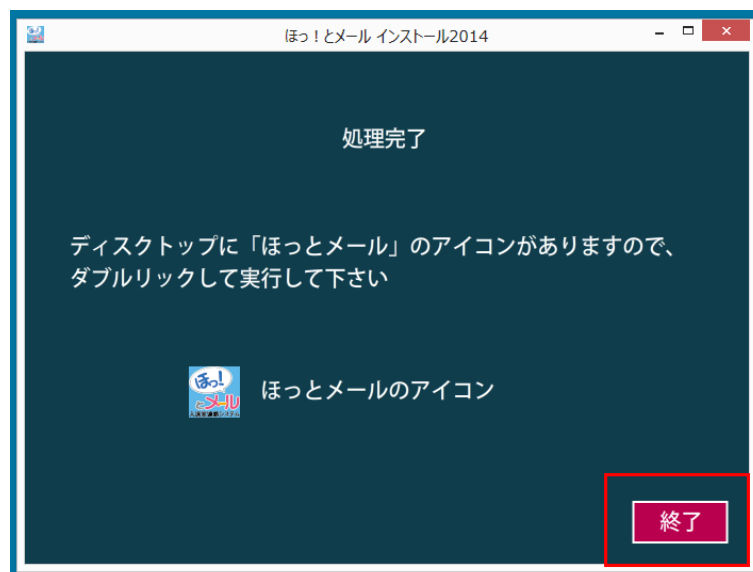 ほっ！とメール インストール2014
処理完了
ディスクトップに「ほっとメール」のアイコンがありますので、
ダブルリックして実行して下さい
ほっ!
とメール
ほっとメールのアイコン
終了